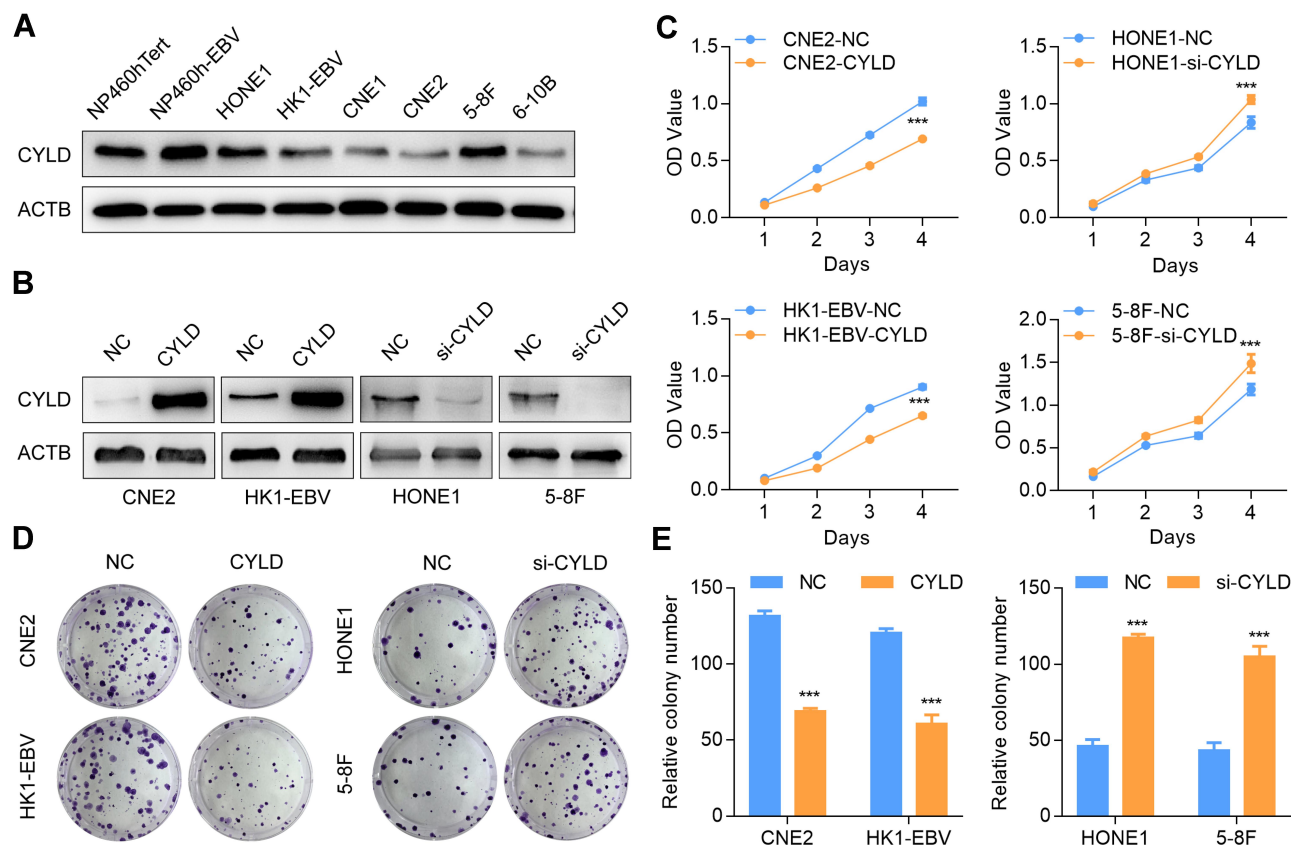 A
NP460hTert
NP460h-EBV
HONE1
HK1-EBV
CNE1
CNE2
5-8F
6-10B
CYLD
ACTB
B
NC
CYLD
NC
CYLD
NC
si-CYLD
NC
si-CYLD
CYLD
ACTB
CNE2
HK1-EBV
HONE1
5-8F
C
CNE2-NC
CNE2-CYLD
OD Value
1.5
1.0
0.5
0.0
***
1 2 3 4
Days
HONE1-NC
HONE1-si-CYLD
OD Value
1.5
1.0
0.5
0.0
***
1 2 3 4
Days
HK1-EBV-NC
HK1-EBV-CYLD
OD Value
1.5
1.0
0.5
0.0
***
1 2 3 4
Days
5-8F-NC
5-8F-si-CYLD
OD Value
2.0
1.5
1.0
0.5
0.0
***
1 2 3 4
Days
D
NC
CYLD
NC
si-CYLD
CNE2
HONE1
HK1-EBV
5-8F
E
NC
CYLD
Relative colony number
150
100
50
0
***
***
CNE2
HK1-EBV
NC
si-CYLD
Relative colony number
150
100
50
0
***
***
HONE1
5-8F